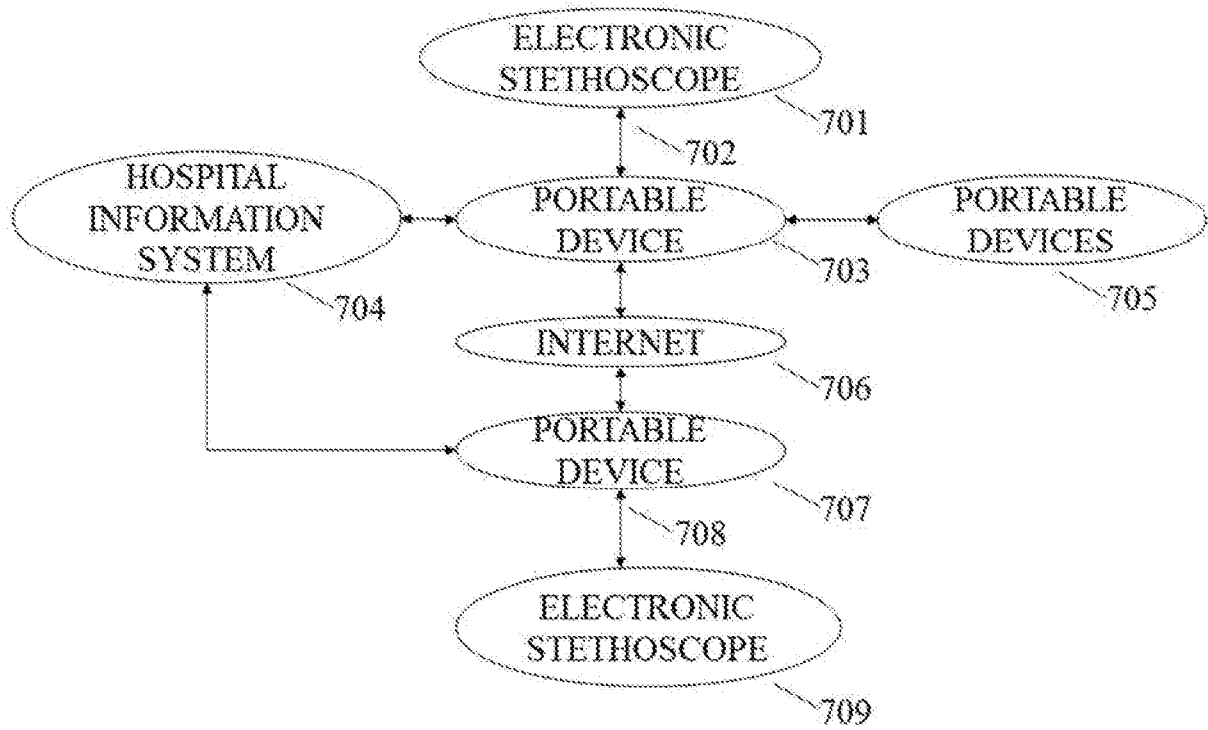 ELECTRONIC
STETHOSCOPE
701
702
HOSPITAL
INFORMATION
SYSTEM
704
PORTABLE
DEVICE
703
PORTABLE
DEVICES
705
INTERNET
706
PORTABLE
DEVICE
707
708
ELECTRONIC
STETHOSCOPE
709